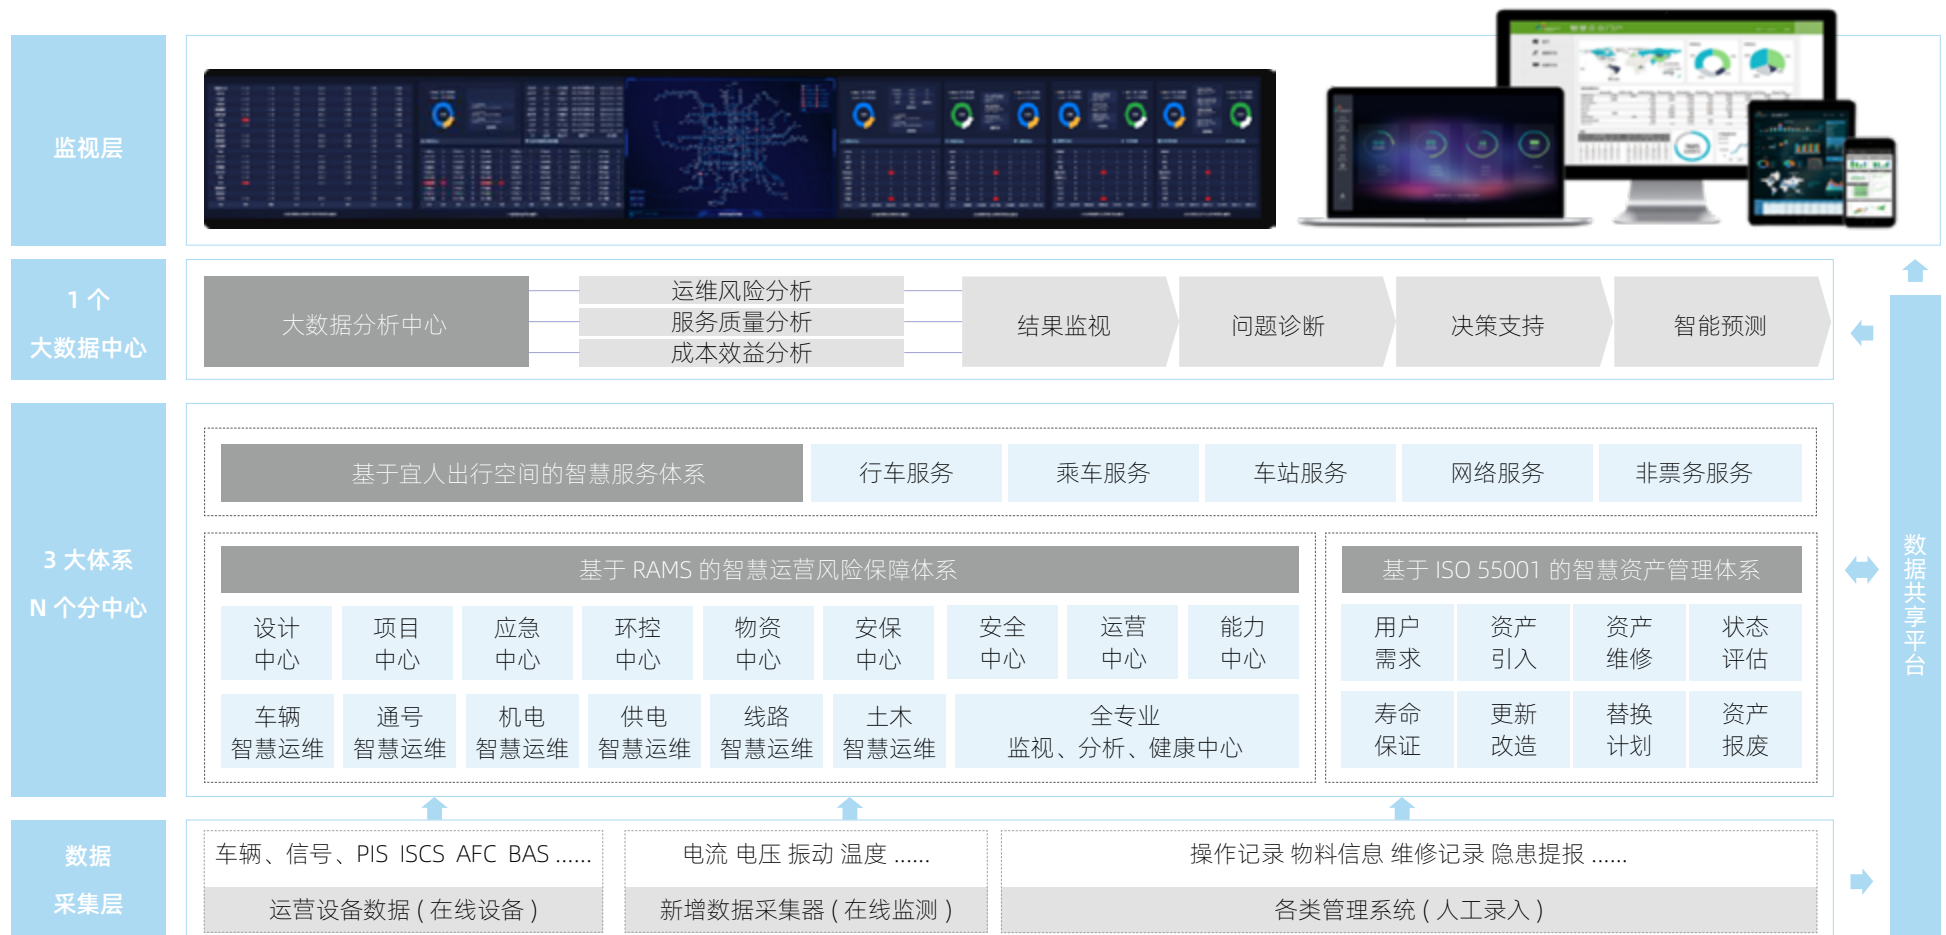 监视层
1 个
大数据中心
大数据分析中心
运维风险分析
服务质量分析
成本效益分析
结果监视
问题诊断
决策支持
智能预测
3 大体系
N 个分中心
基于宜人出行空间的智慧服务体系
行车服务
乘车服务
车站服务
网络服务
非票务服务
基于 RAMS 的智慧运营风险保障体系
设计
中心
项目
中心
应急
中心
环控
中心
物资
中心
安保
中心
安全
中心
运营
中心
能力
中心
车辆
智慧运维
通号
智慧运维
机电
智慧运维
供电
智慧运维
线路
智慧运维
土木
智慧运维
全专业
监视、分析、健康中心
基于 ISO 55001 的智慧资产管理体系
用户
需求
资产
引入
资产
维修
状态
评估
寿命
保证
更新
改造
替换
计划
资产
报废
数据共享平台
数据
采集层
车辆、信号、PIS ISCS AFC BAS ......
运营设备数据 ( 在线设备 )
电流 电压 振动 温度 ......
新增数据采集器 ( 在线监测 )
操作记录 物料信息 维修记录 隐患提报 ......
各类管理系统 ( 人工录入 )